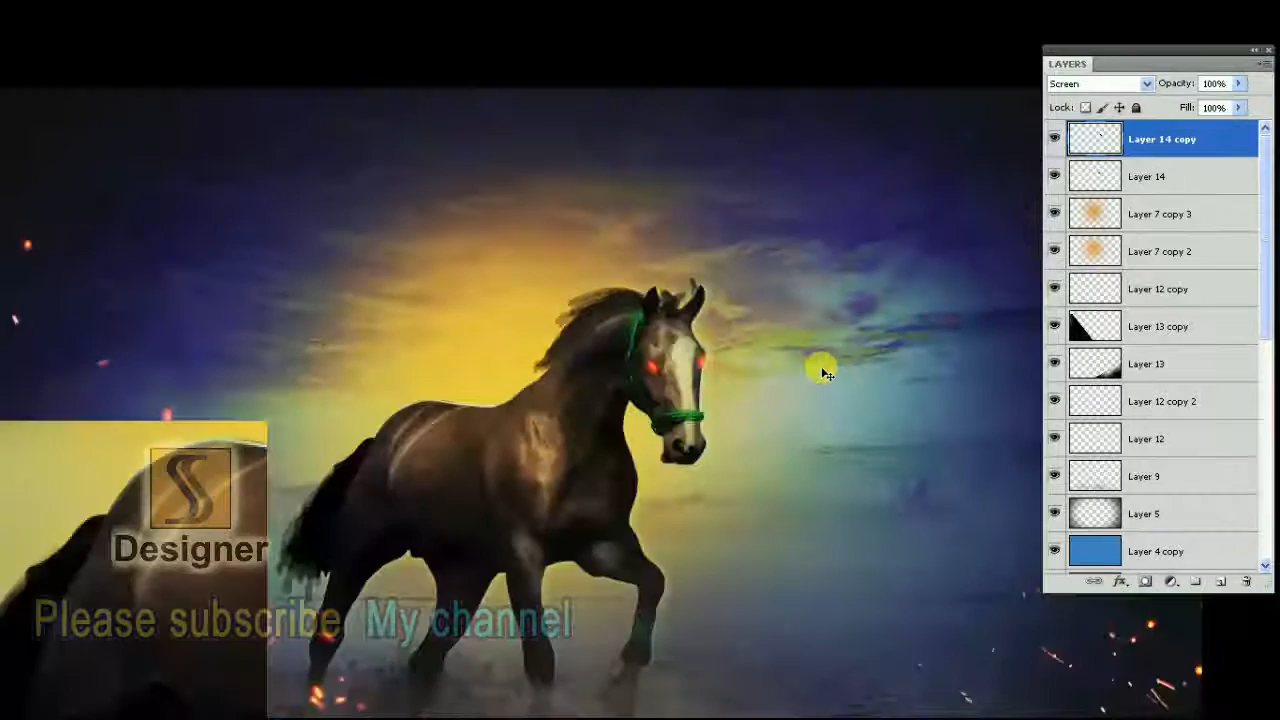 LAYERS
Screen Opacity: 100%
Lock: Fill: 100%
Layer 14 copy
Layer 14
Layer 7 copy 3
Layer 7 copy 2
Layer 12 copy
Layer 13 copy
Layer 13
Layer 12 copy 2
Layer 12
Layer 9
Layer 5
Layer 4 copy
fx
S
Designer
Please subscribe My channel